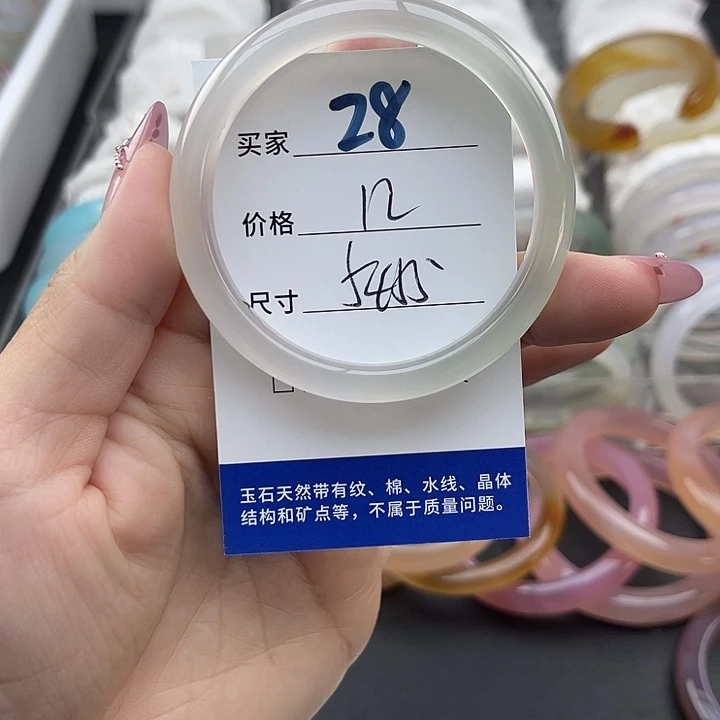 买家 28
价格 12
尺寸
玉石天然带有纹、棉、水线、晶体
结构和矿点等，不属于质量问题。